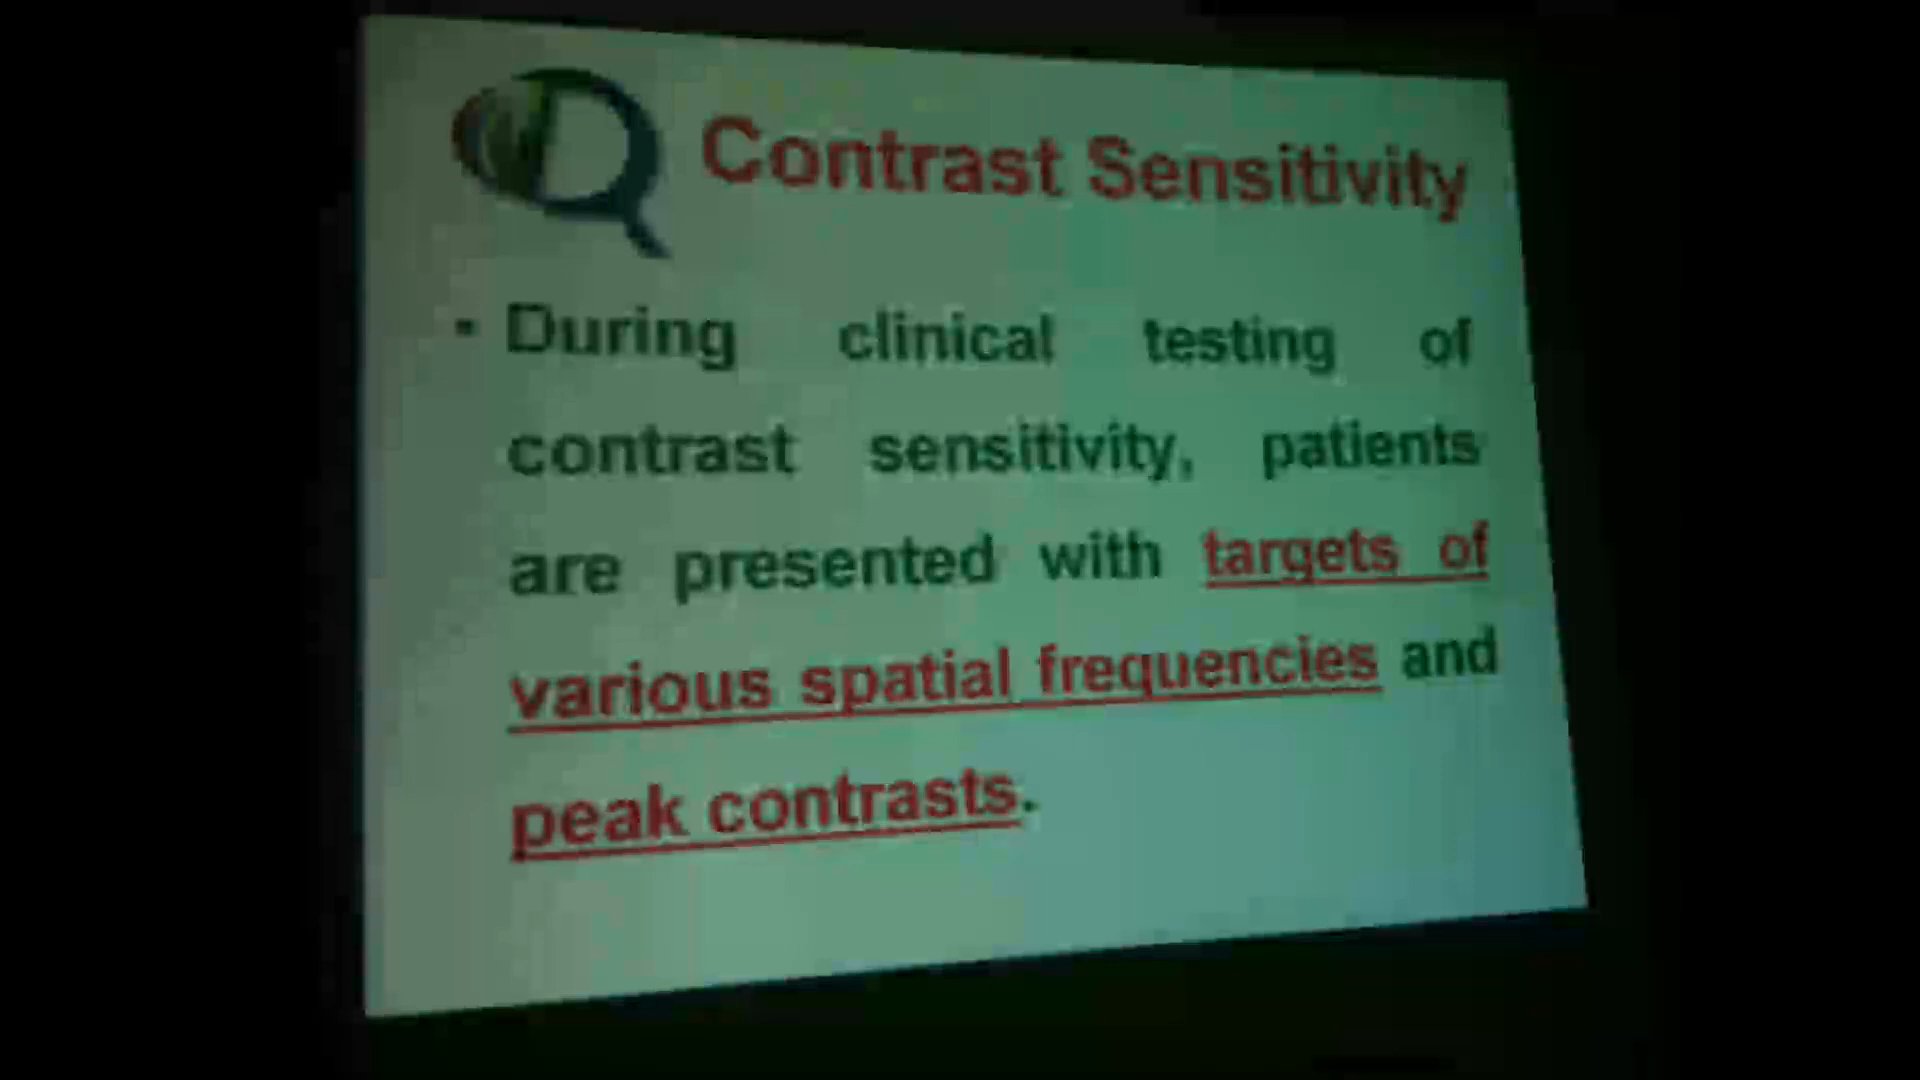 Contrast Sensitivity
• During clinical testing of
contrast sensitivity, patients
are presented with targets of
various spatial frequencies and
peak contrasts.